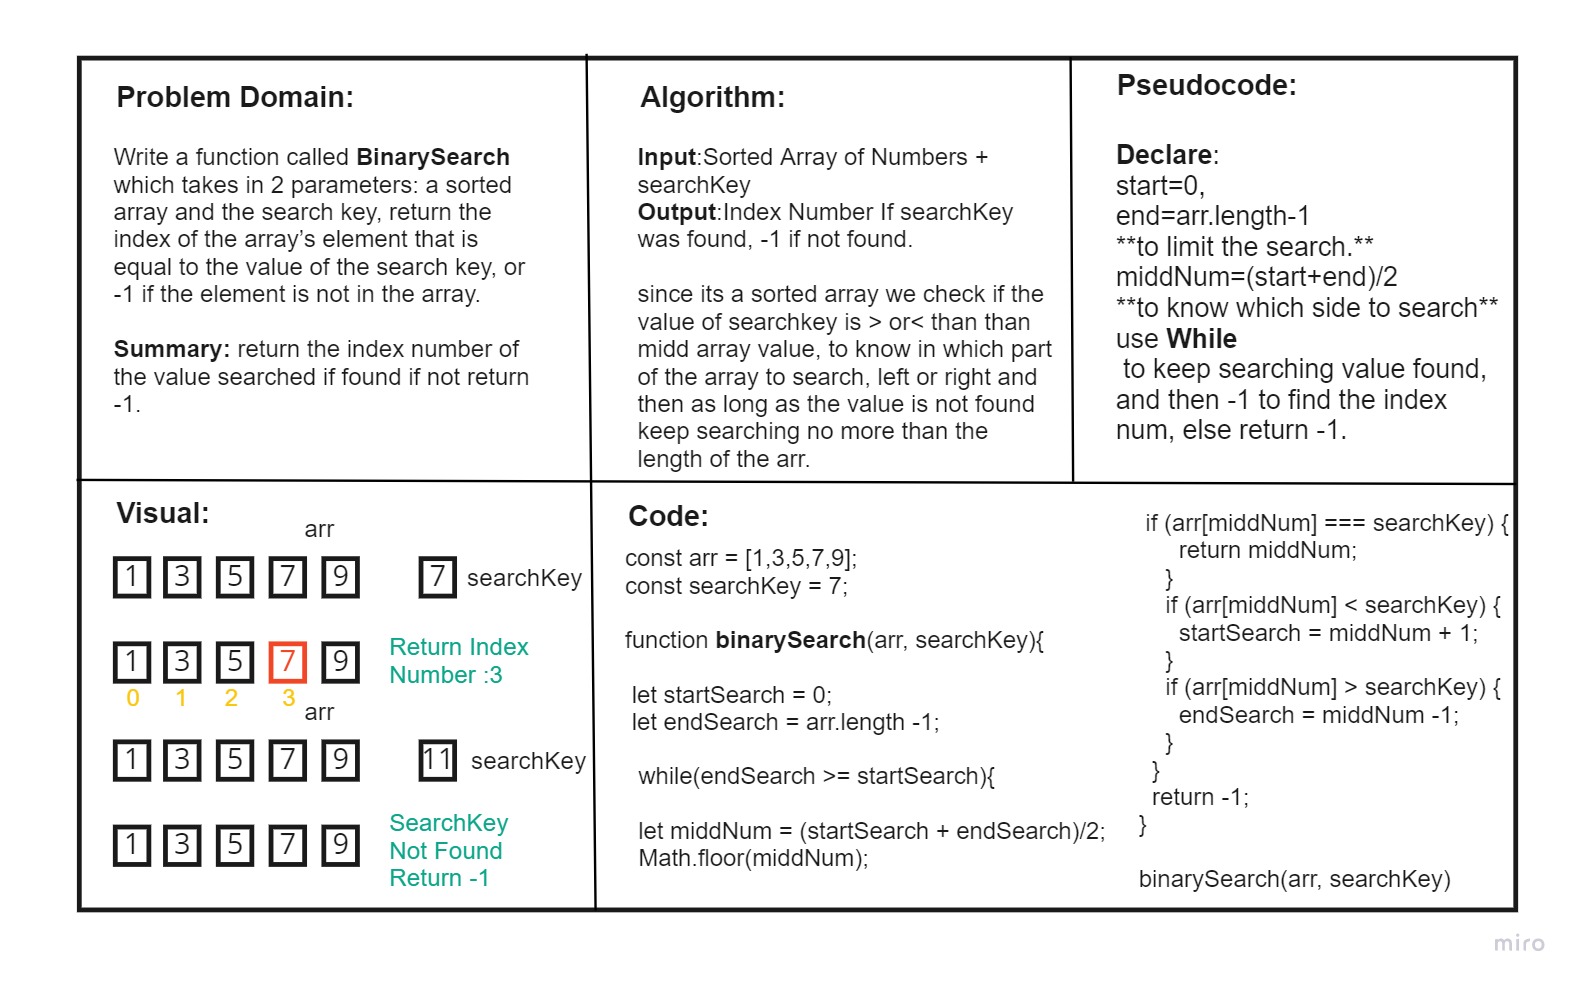 Problem Domain:
Write a function called BinarySearch
which takes in 2 parameters: a sorted
array and the search key, return the
index of the array’s element that is
equal to the value of the search key, or
-1 if the element is not in the array.
Summary: return the index number of
the value searched if found if not return
-1.
Algorithm:
Input:Sorted Array of Numbers +
searchKey
Output:Index Number If searchKey
was found, -1 if not found.
since its a sorted array we check if the
value of searchkey is > or< than than
midd array value, to know in which part
of the array to search, left or right and
then as long as the value is not found
keep searching no more than the
length of the arr.
Pseudocode:
Declare:
start=0,
end=arr.length-1
**to limit the search.**
middNum=(start+end)/2
**to know which side to search**
use While
to keep searching value found,
and then -1 to find the index
num, else return -1.
Visual:
arr
1 3 5 7 9 7 searchKey
1 3 5 7 9
Return Index
Number :3
0 1 2 3
arr
1 3 5 7 9 11 searchKey
1 3 5 7 9
SearchKey
Not Found
Return -1
Code:
const arr = [1,3,5,7,9];
const searchKey = 7;
function binarySearch(arr, searchKey){
let startSearch = 0;
let endSearch = arr.length -1;
while(endSearch >= startSearch){
let middNum = (startSearch + endSearch)/2;
Math.floor(middNum);
if (arr[middNum] === searchKey) {
return middNum;
}
if (arr[middNum] < searchKey) {
startSearch = middNum + 1;
}
if (arr[middNum] > searchKey) {
endSearch = middNum -1;
}
}
return -1;
}
binarySearch(arr, searchKey)
miro